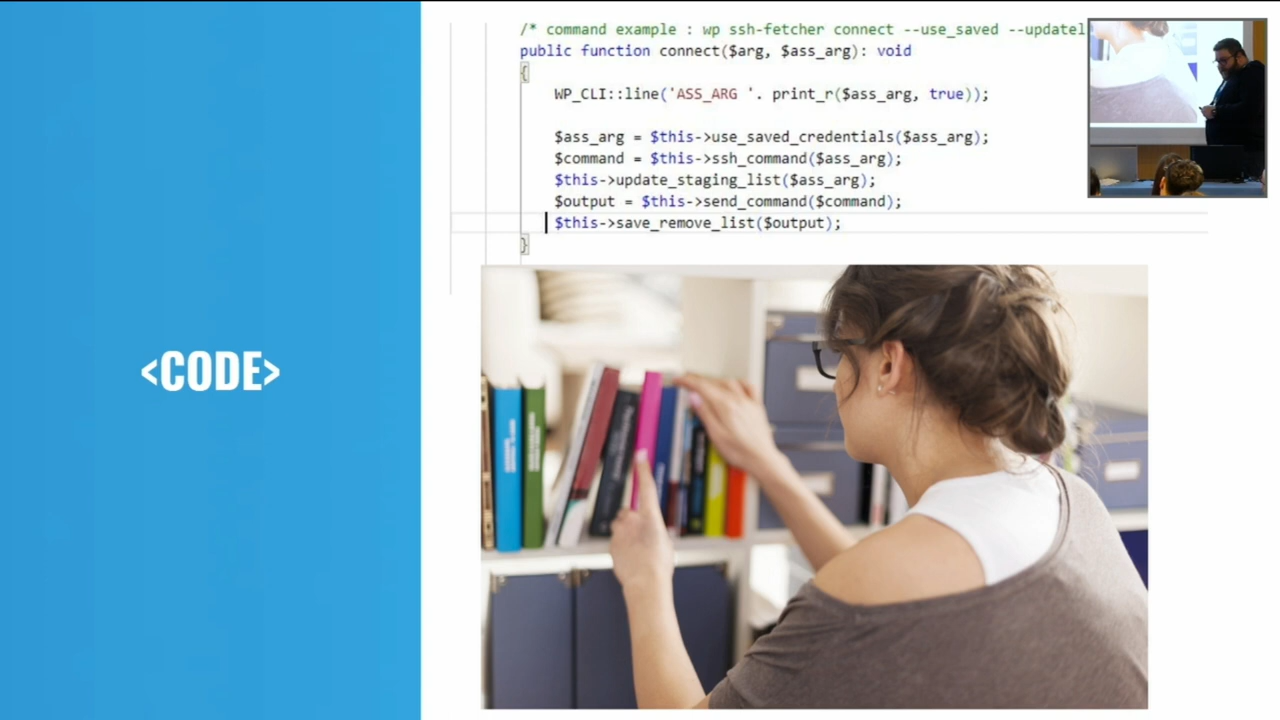 <CODE>
/* command example : wp ssh-fetcher connect --use_saved --updatel
public function connect($arg, $ass_arg): void
{
WP_CLI::line('ASS_ARG '. print_r($ass_arg, true));
$ass_arg = $this->use_saved_credentials($ass_arg);
$command = $this->ssh_command($ass_arg);
$this->update_staging_list($ass_arg);
$output = $this->send_command($command);
$this->save_remove_list($output);
}